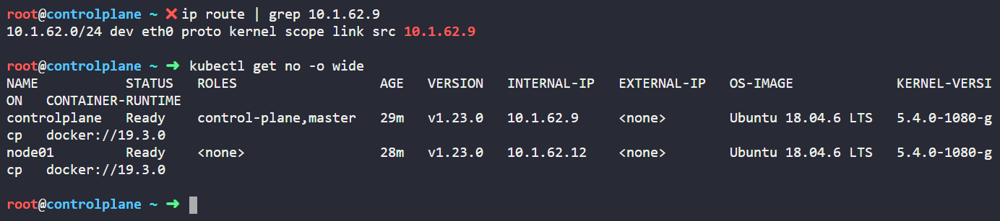 root@controlplane ~ ✖ ip route | grep 10.1.62.9
10.1.62.0/24 dev eth0 proto kernel scope link src 10.1.62.9
root@controlplane ~ ➜ kubectl get no -o wide
NAME STATUS ROLES AGE VERSION INTERNAL-IP EXTERNAL-IP OS-IMAGE KERNEL-VERSI
ON CONTAINER-RUNTIME
controlplane Ready control-plane,master 29m v1.23.0 10.1.62.9 <none> Ubuntu 18.04.6 LTS 5.4.0-1080-g
cp docker://19.3.0
node01 Ready <none> 28m v1.23.0 10.1.62.12 <none> Ubuntu 18.04.6 LTS 5.4.0-1080-g
cp docker://19.3.0
root@controlplane ~ ➜